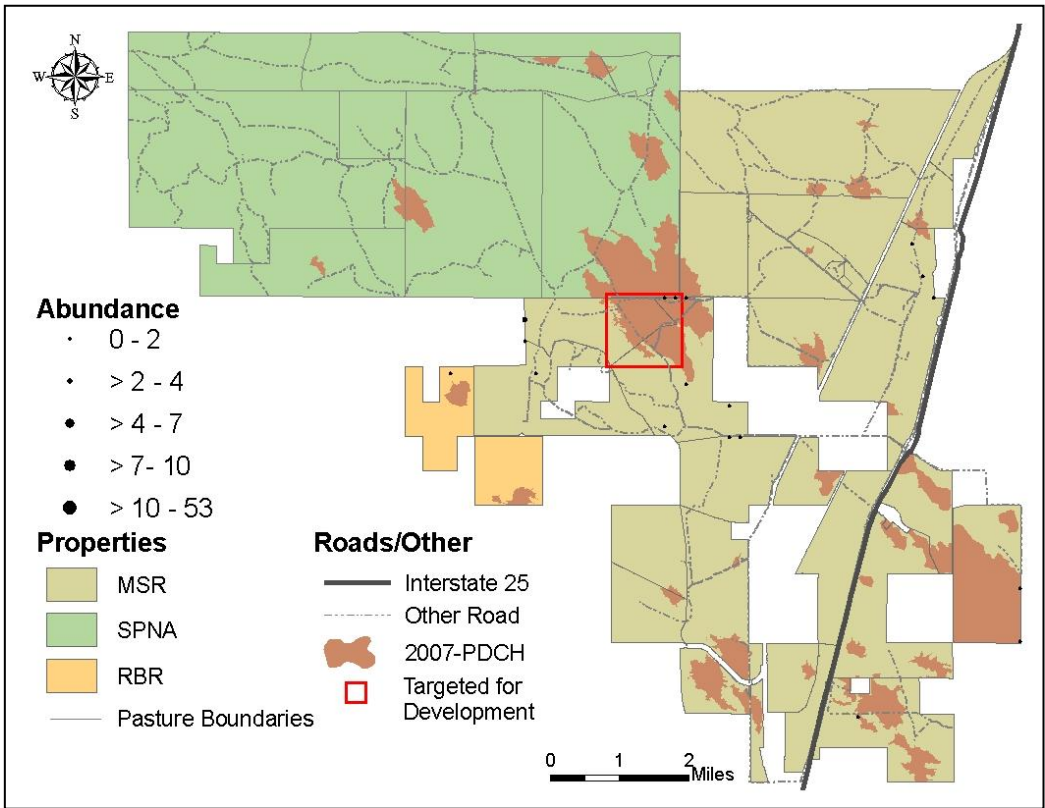 N
W E
S
Abundance
0 - 2
> 2 - 4
> 4 - 7
> 7- 10
> 10 - 53
Properties
MSR
SPNA
RBR
Pasture Boundaries
Roads/Other
Interstate 25
Other Road
2007-PDCH
Targeted for
Development
0 1 2
Miles